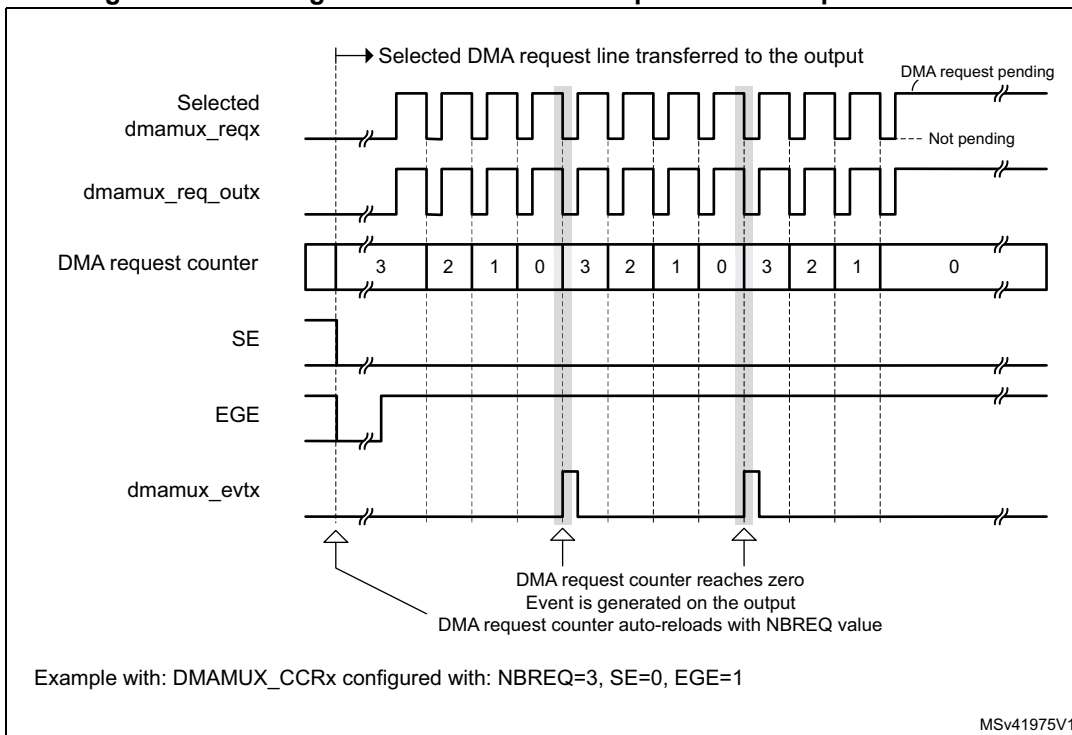 Selected DMA request line transferred to the output
DMA request pending
Selected
dmamux_reqx
Not pending
dmamux_req_outx
DMA request counter
3 2 1 0 3 2 1 0 3 2 1 0
SE
EGE
dmamux_evtx
DMA request counter reaches zero
Event is generated on the output
DMA request counter auto-reloads with NBREQ value
Example with: DMAMUX_CCRx configured with: NBREQ=3, SE=0, EGE=1
MSv41975V1